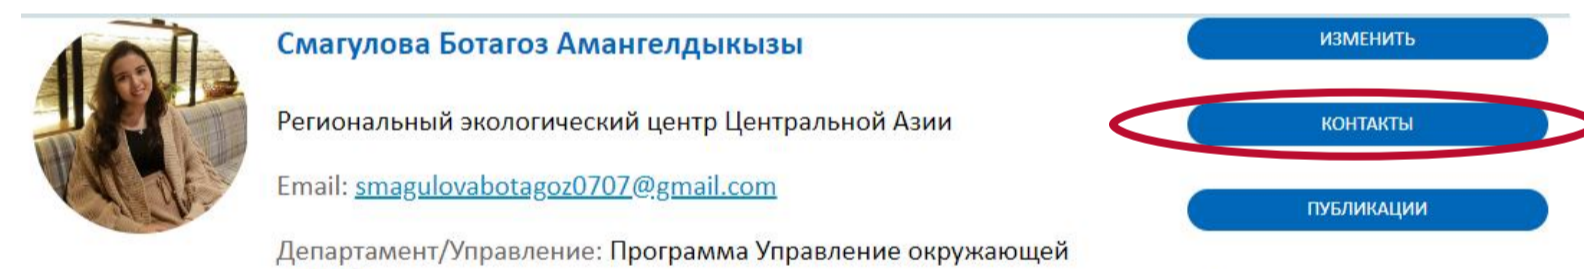 Смагулова Ботагоз Амангелдыкызы
Региональный экологический центр Центральной Азии
Email: smagulovabotagoz0707@gmail.com
Департамент/Управление: Программа Управление окружающей
ИЗМЕНИТЬ
КОНТАКТЫ
ПУБЛИКАЦИИ